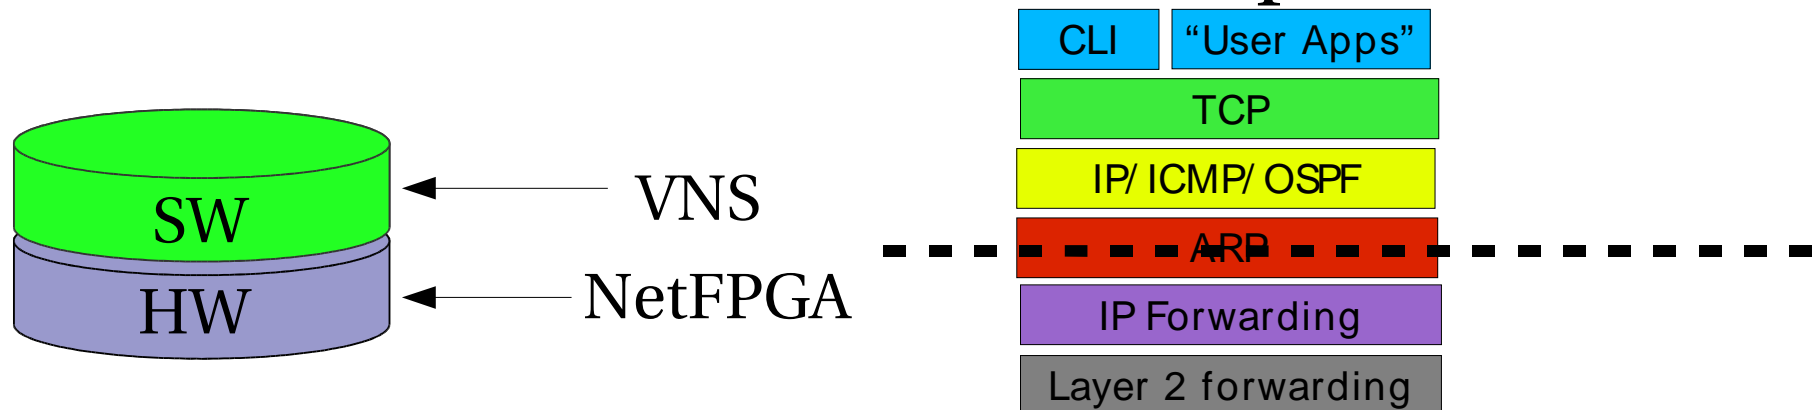 CLI
“User Apps”
TCP
IP/ ICMP/ OSPF
ARP
IP Forwarding
Layer 2 forwarding
SW
HW
VNS
NetFPGA